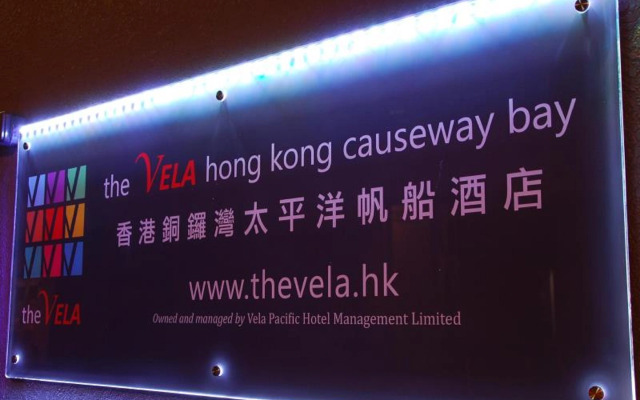 the VELA hong kong causeway bay
香港銅鑼灣太平洋帆船酒店
www.thevela.hk
Owned and managed by Vela Pacific Hotel Management Limited
the VELA